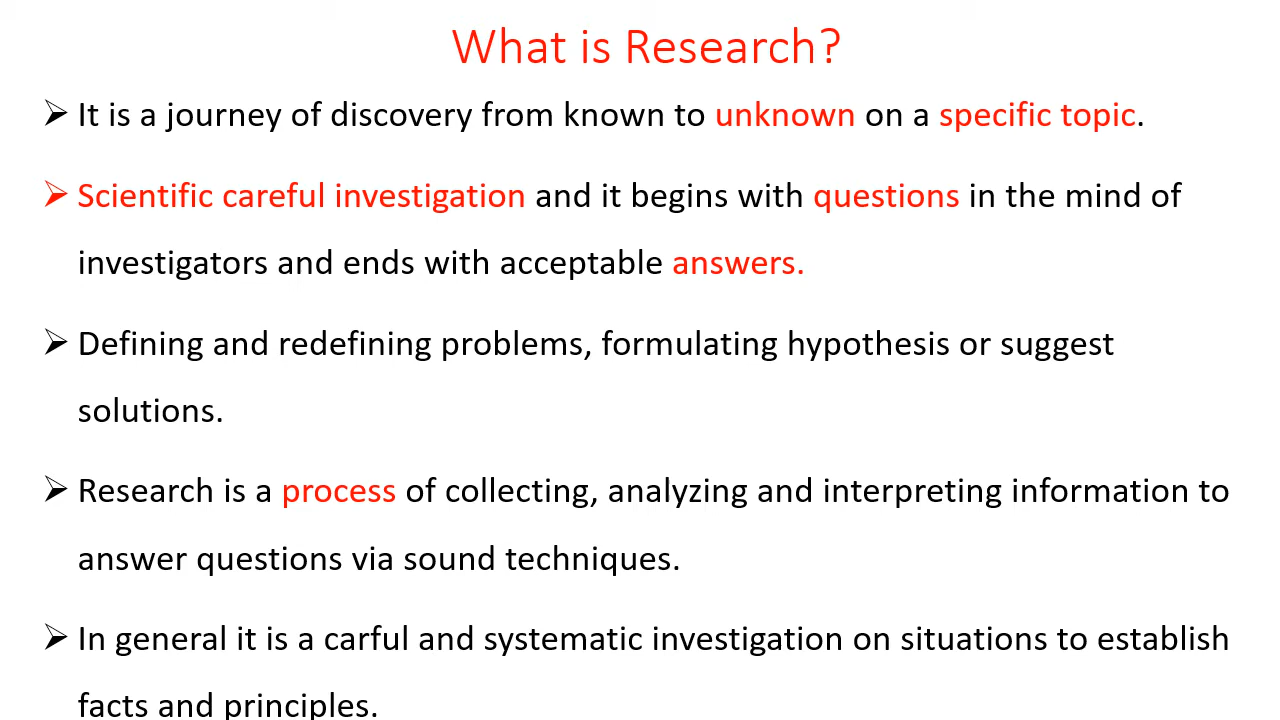 What is Research?
➢ It is a journey of discovery from known to unknown on a specific topic.
➢ Scientific careful investigation and it begins with questions in the mind of
investigators and ends with acceptable answers.
➢ Defining and redefining problems, formulating hypothesis or suggest
solutions.
➢ Research is a process of collecting, analyzing and interpreting information to
answer questions via sound techniques.
➢ In general it is a carful and systematic investigation on situations to establish
facts and principles.